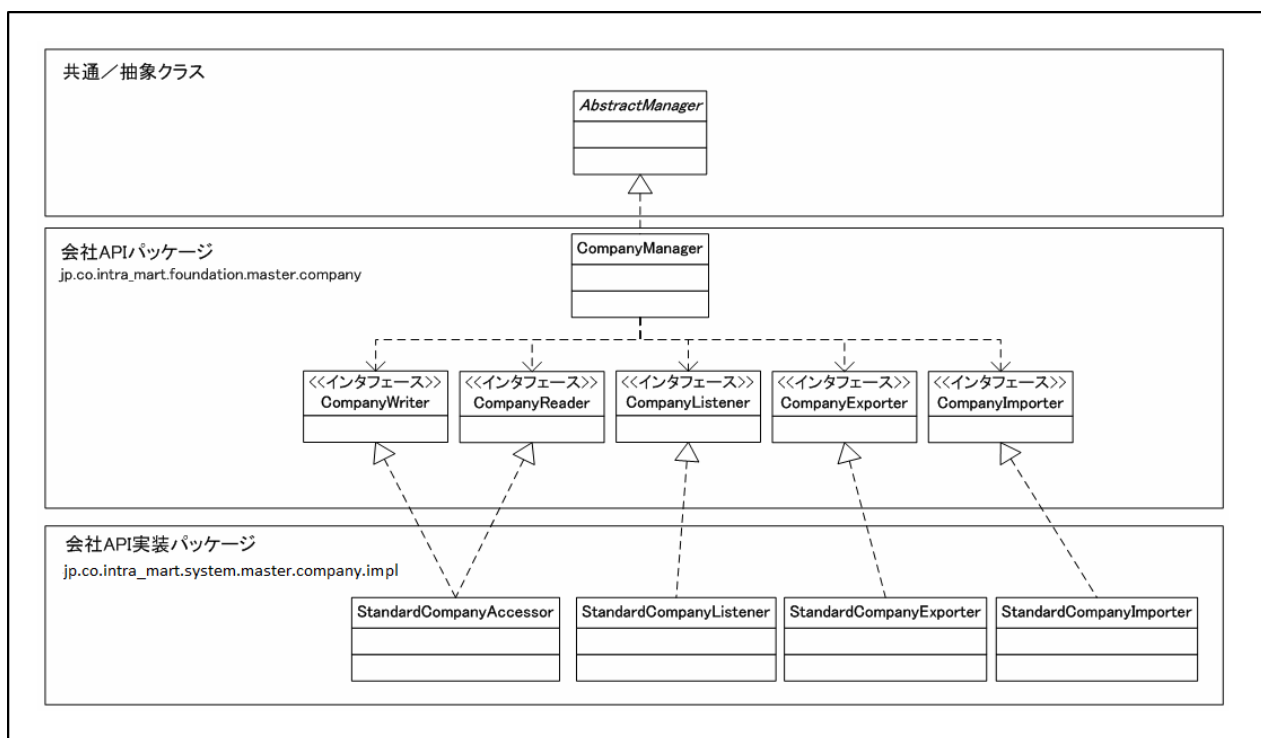 共通／抽象クラス
AbstractManager
会社APIパッケージ
jp.co.intra_mart.foundation.master.company
CompanyManager
<<インタフェース>>
CompanyWriter
<<インタフェース>>
CompanyReader
<<インタフェース>>
CompanyListener
<<インタフェース>>
CompanyExporter
<<インタフェース>>
CompanyImporter
会社API実装パッケージ
jp.co.intra_mart.system.master.company.impl
StandardCompanyAccessor
StandardCompanyListener
StandardCompanyExporter
StandardCompanyImporter